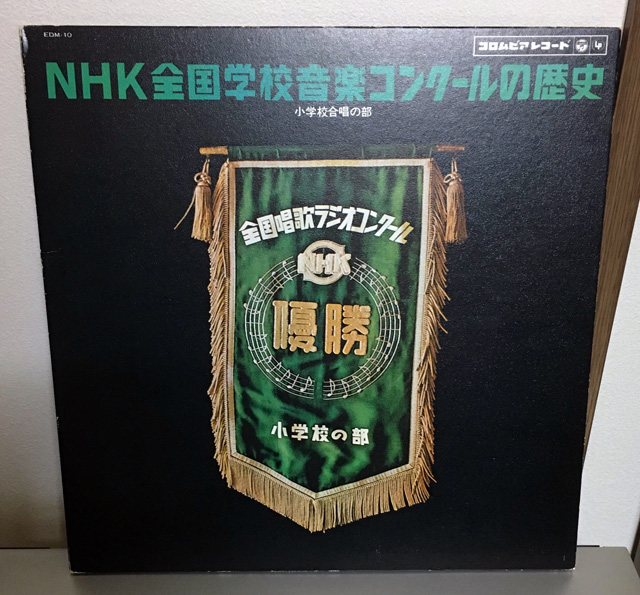 EDM-10
コロムビアレコード LP
NHK全国学校音楽コンクールの歴史
小学校合唱の部
全国唱歌ラジオコンクール
NHK
優勝
小学校の部